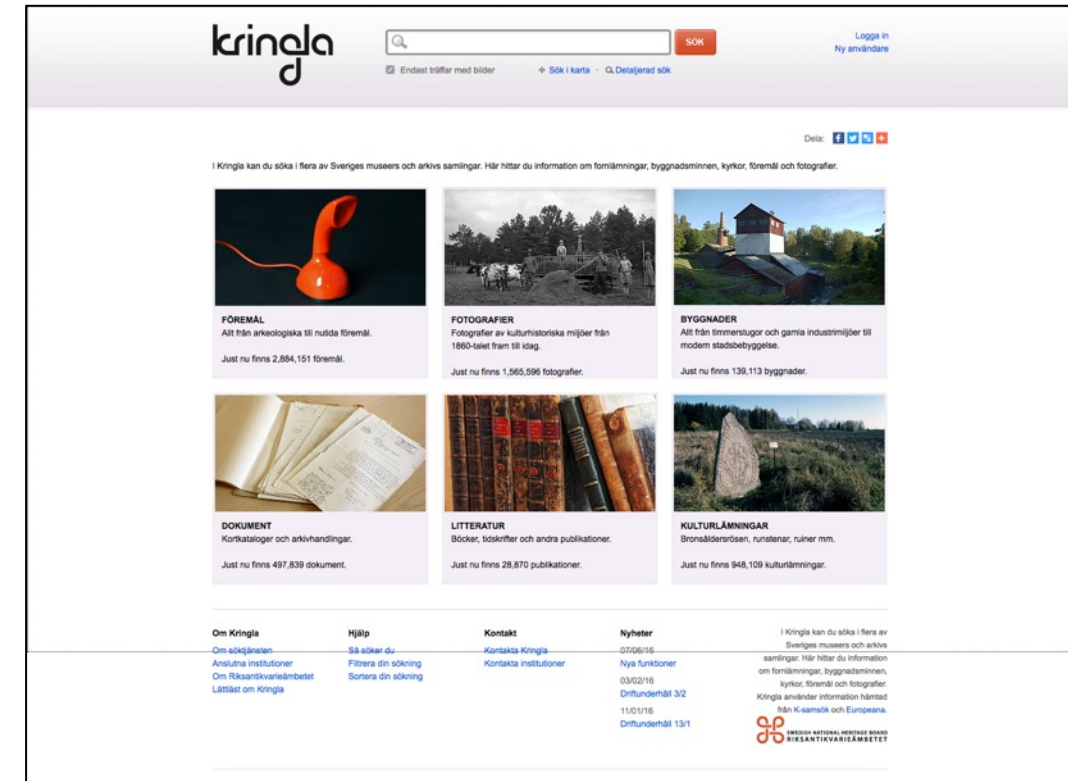 kringla
SÖK
Logga in
Ny användare
Endast träffar med bilder
Sök i karta · Detaljerad sök
Dela:
I Kringla kan du söka i flera av Sveriges museers och arkivs samlingar. Här hittar du information om fornlämningar, byggnadsminnen, kyrkor, föremål och fotografier.
FÖREMÅL
Allt från arkeologiska till nutida föremål.
Just nu finns 2,884,151 föremål.
FOTOGRAFIER
Fotografier av kulturhistoriska miljöer från
1860-talet fram till idag.
Just nu finns 1,565,596 fotografier.
BYGGNADER
Allt från timmerstugor och gamla industrimiljöer till
modern stadsbebyggelse.
Just nu finns 139,113 byggnader.
DOKUMENT
Kortkataloger och arkivhandlingar.
Just nu finns 497,839 dokument.
LITTERATUR
Böcker, tidskrifter och andra publikationer.
Just nu finns 28,870 publikationer.
KULTURLÄMNINGAR
Bronsåldersrösen, runstenar, ruiner mm.
Just nu finns 948,109 kulturlämningar.
Om Kringla
Om söktjänsten
Anslutna institutioner
Om Riksantikvarieämbetet
Lättläst om Kringla
Hjälp
Så söker du
Filtrera din sökning
Sortera din sökning
Kontakt
Kontakta Kringla
Kontakta institutioner
Nyheter
07/06/16
Nya funktioner
03/02/16
Driftunderhåll 3/2
11/01/16
Driftunderhåll 13/1
I Kringla kan du söka i flera av
Sveriges museers och arkivs
samlingar. Här hittar du information
om fornlämningar, byggnadsminnen,
kyrkor, föremål och fotografier.
Kringla använder information hämtad
från K-samsök och Europeana.
SWEDISH NATIONAL HERITAGE BOARD
RIKSANTIKVARIEÄMBETET